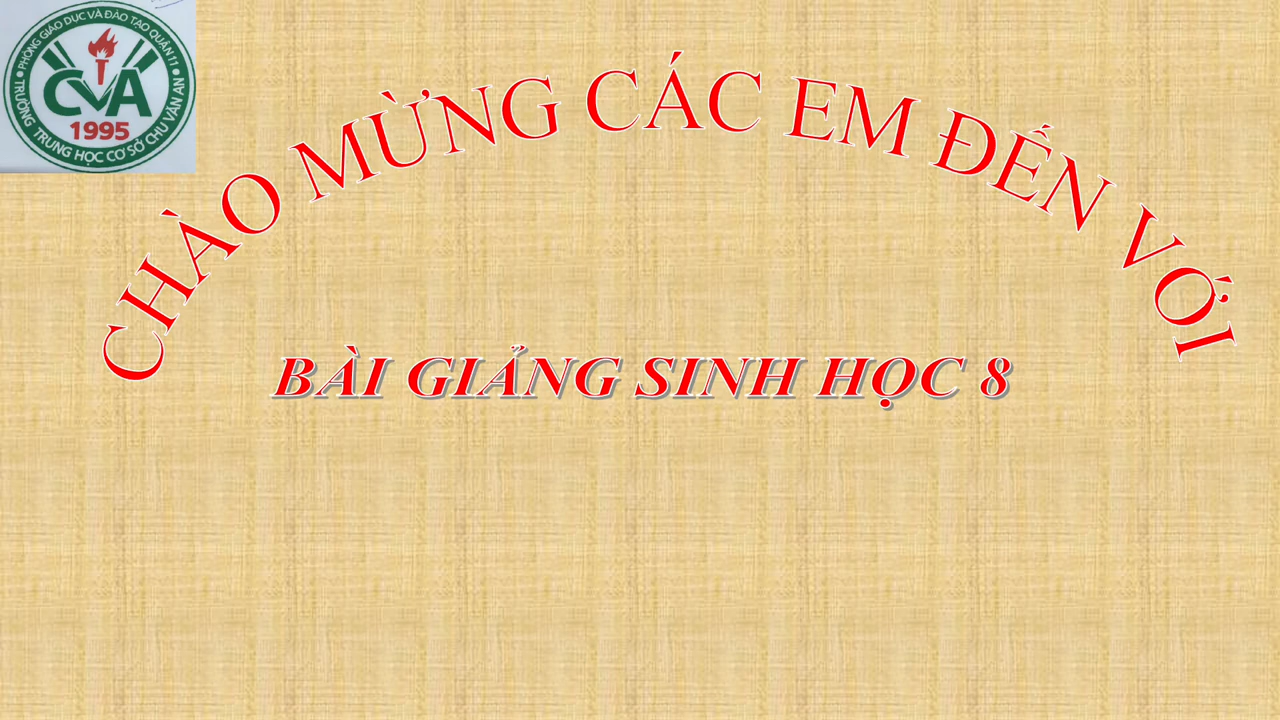 PHÒNG GIÁO DỤC VÀ ĐÀO TẠO QUẬN 11
CVA
1995
TRƯỜNG TRUNG HỌC CƠ SỞ CHU VĂN AN
CHÀO MỪNG CÁC EM ĐẾN VỚI
BÀI GIẢNG SINH HỌC 8